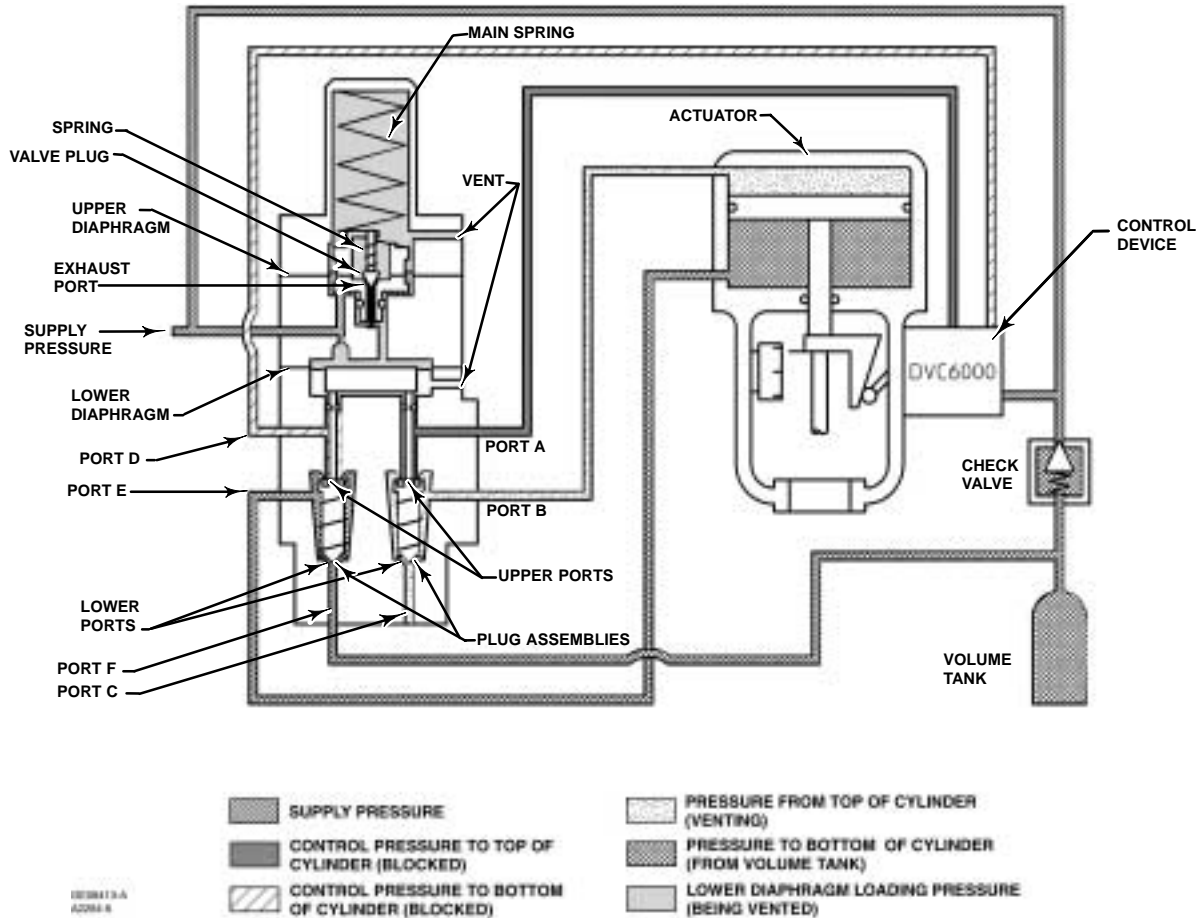 MAIN SPRING
ACTUATOR
SPRING
VALVE PLUG
VENT
UPPER
DIAPHRAGM
CONTROL
DEVICE
EXHAUST
PORT
SUPPLY
PRESSURE
DVC6000
LOWER
DIAPHRAGM
PORT A
PORT D
CHECK
VALVE
PORT E
PORT B
UPPER PORTS
LOWER
PORTS
PLUG ASSEMBLIES
PORT F
VOLUME
TANK
PORT C
SUPPLY PRESSURE
CONTROL PRESSURE TO TOP OF
CYLINDER (BLOCKED)
CONTROL PRESSURE TO BOTTOM
OF CYLINDER (BLOCKED)
PRESSURE FROM TOP OF CYLINDER
(VENTING)
PRESSURE TO BOTTOM OF CYLINDER
(FROM VOLUME TANK)
LOWER DIAPHRAGM LOADING PRESSURE
(BEING VENTED)